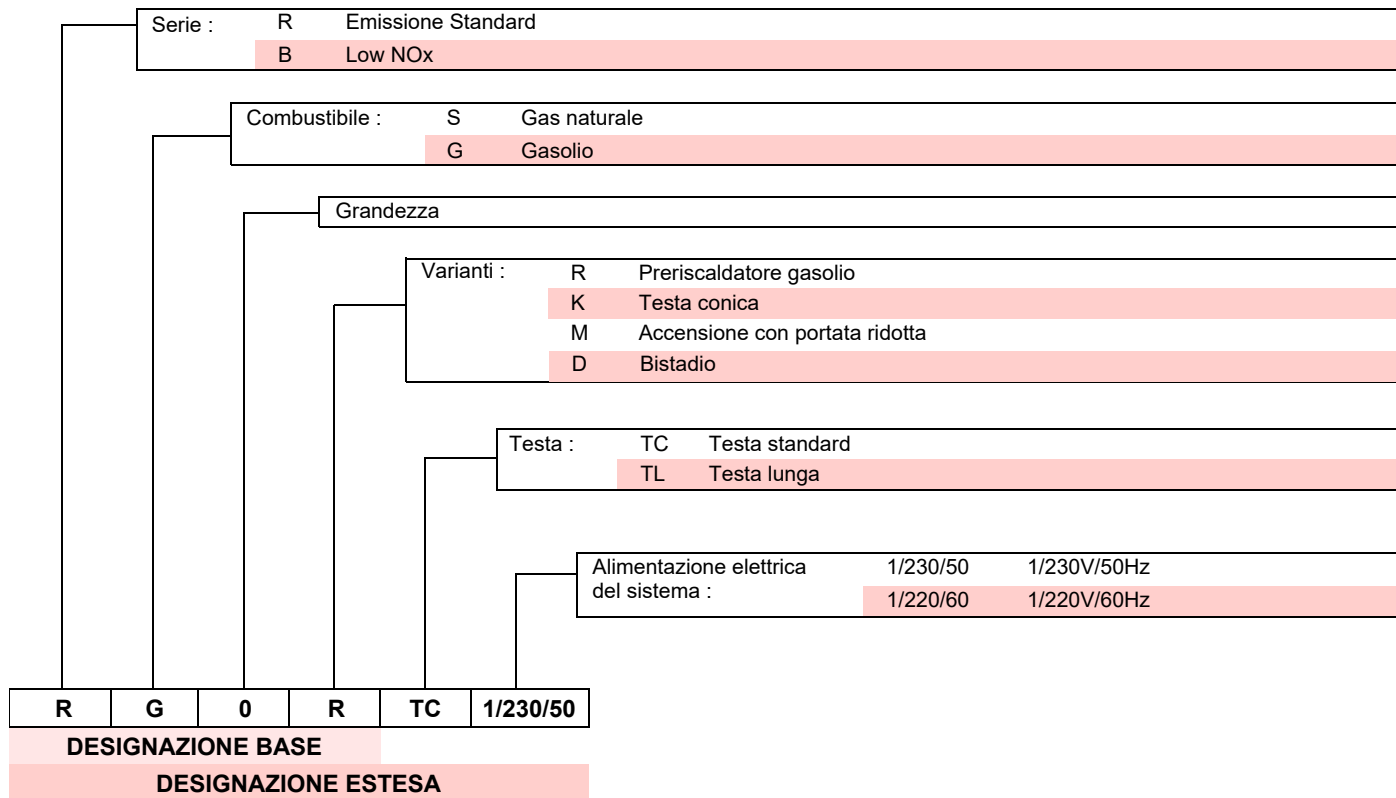 Serie : R Emissione Standard
B Low NOx
Combustibile : S Gas naturale
G Gasolio
Grandezza
Varianti : R Preriscaldatore gasolio
K Testa conica
M Accensione con portata ridotta
D Bistadio
Testa : TC Testa standard
TL Testa lunga
Alimentazione elettrica 1/230/50 1/230V/50Hz
del sistema : 1/220/60 1/220V/60Hz
R G 0 R TC 1/230/50
DESIGNAZIONE BASE
DESIGNAZIONE ESTESA